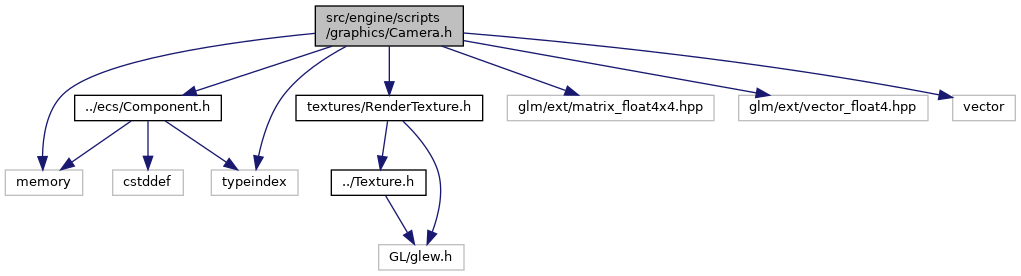 src/engine/scripts
/graphics/Camera.h
../ecs/Component.h
textures/RenderTexture.h
glm/ext/matrix_float4x4.hpp
glm/ext/vector_float4.hpp
vector
memory
cstddef
typeindex
../Texture.h
GL/glew.h